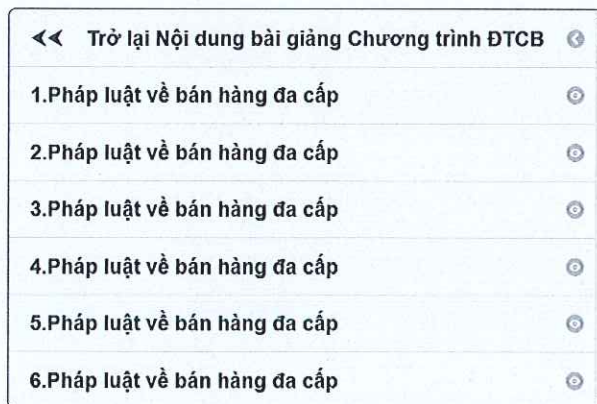 Trở lại Nội dung bài giảng Chương trình ĐTCB
1.Pháp luật về bán hàng đa cấp
2.Pháp luật về bán hàng đa cấp
3.Pháp luật về bán hàng đa cấp
4.Pháp luật về bán hàng đa cấp
5.Pháp luật về bán hàng đa cấp
6.Pháp luật về bán hàng đa cấp